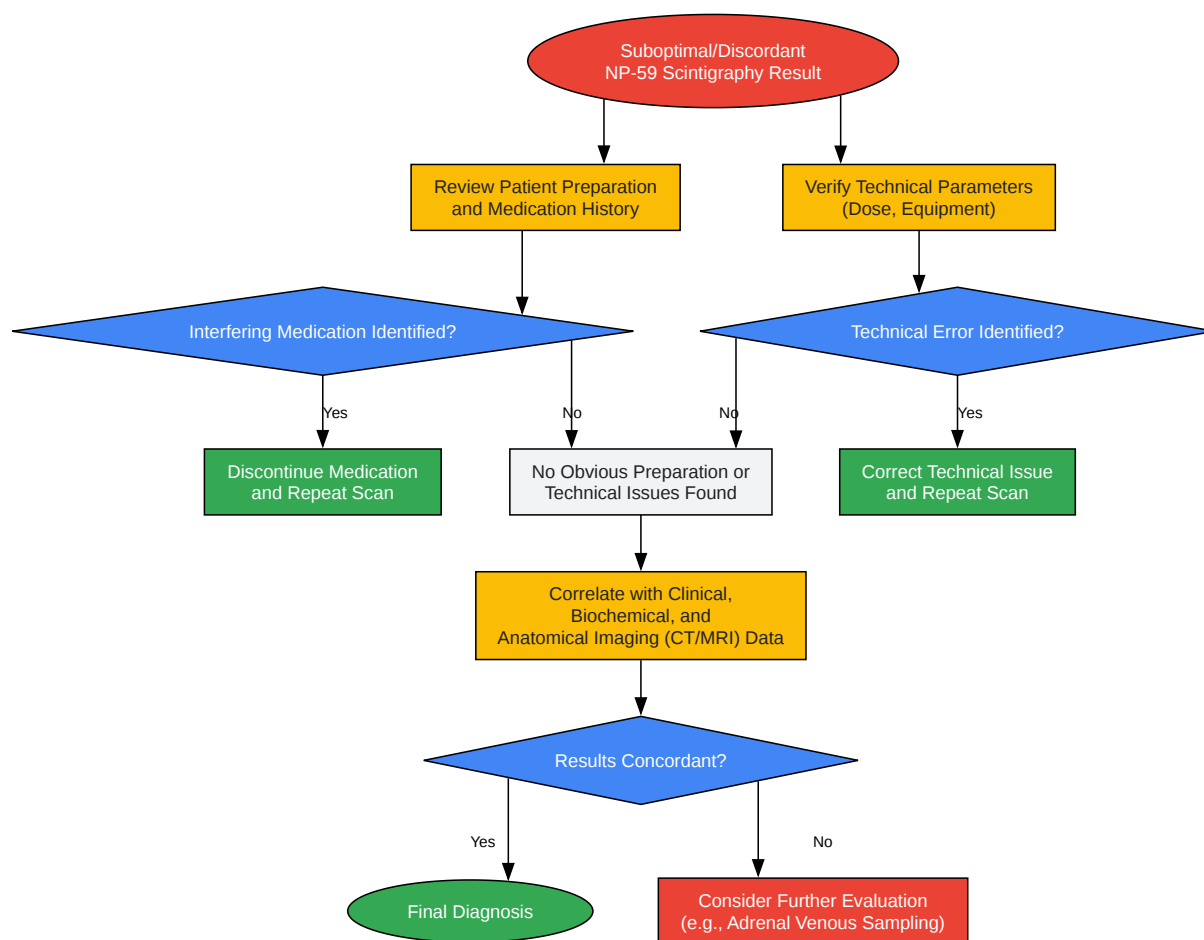 Suboptimal/Discordant
NP-59 Scintigraphy Result
Review Patient Preparation
and Medication History
Verify Technical Parameters
(Dose, Equipment)
Interfering Medication Identified?
Technical Error Identified?
Yes
No
No
Yes
Discontinue Medication
and Repeat Scan
No Obvious Preparation or
Technical Issues Found
Correct Technical Issue
and Repeat Scan
Correlate with Clinical,
Biochemical, and
Anatomical Imaging (CT/MRI) Data
Results Concordant?
Yes
No
Final Diagnosis
Consider Further Evaluation
(e.g., Adrenal Venous Sampling)